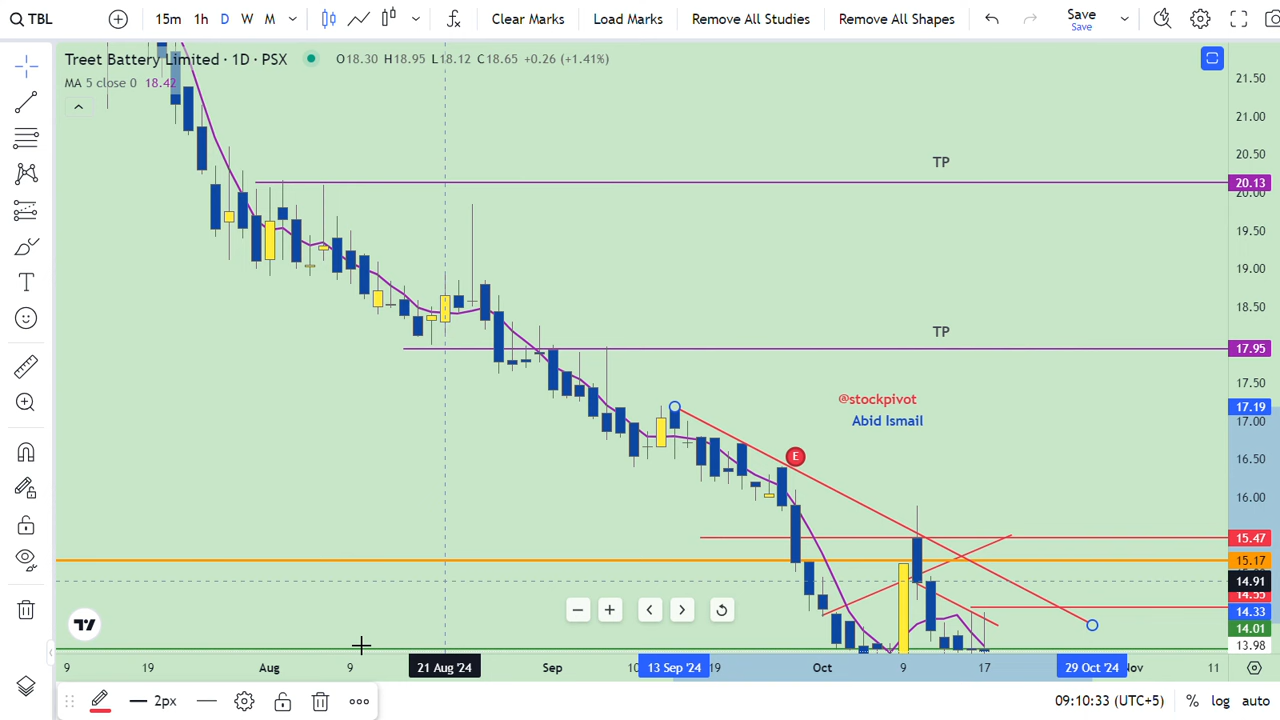 TBL 15m 1h D W M Clear Marks Load Marks Remove All Studies Remove All Shapes Save
Save
Treet Battery Limited · 1D · PSX O18.30 H18.95 L18.12 C18.65 +0.26 (+1.41%)
MA 5 close 0 18.42
21.50
21.00
20.50
TP
20.13
20.00
19.50
19.00
18.50
TP
17.95
17.50
@stockpivot
17.19
Abid Ismail
17.00
E
16.50
16.00
15.47
15.17
14.91
14.33
14.01
13.98
9 19 Aug 9 21 Aug '24 Sep 13 Sep '24 19 Oct 9 17 29 Oct '24 Nov 11
2px 09:10:33 (UTC+5) % log auto